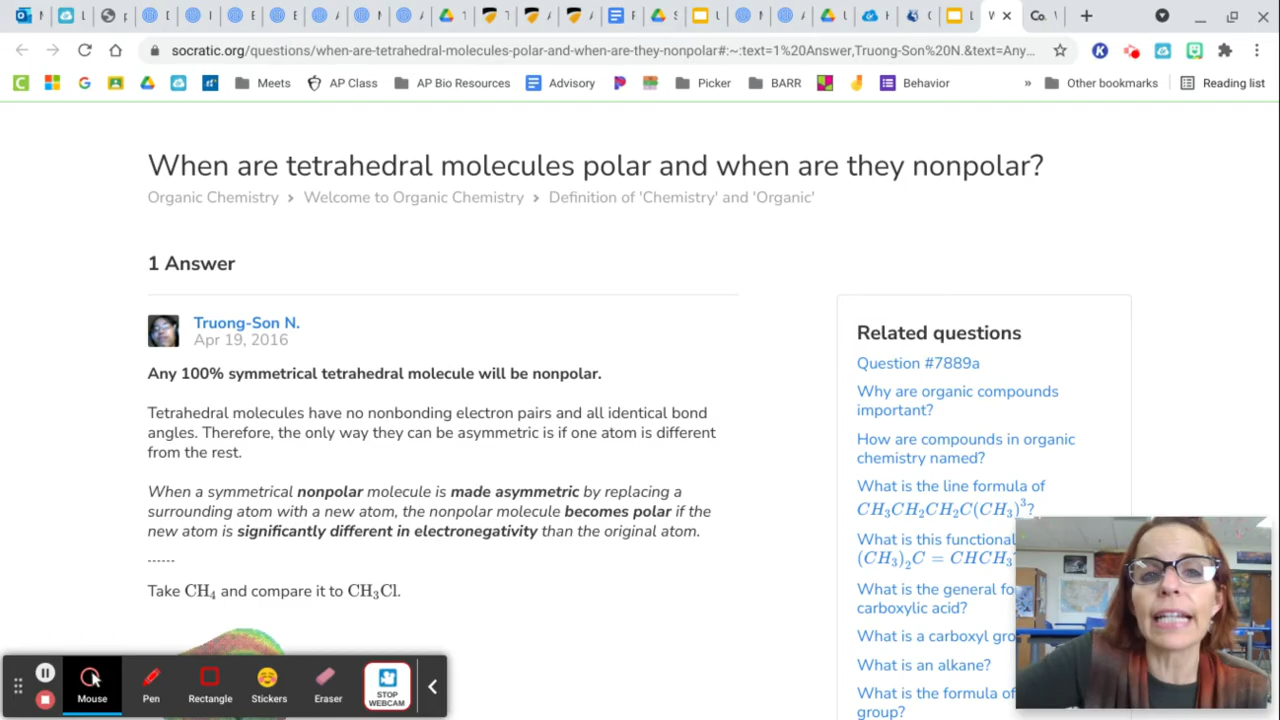 L
socratic.org/questions/when-are-tetrahedral-molecules-polar-and-when-are-they-nonpolar#:~:text=1%20Answer,Truong-Son%20N.&text=Any...
Meets
AP Class
AP Bio Resources
Advisory
Picker
BARR
Behavior
»
Other bookmarks
Reading list
When are tetrahedral molecules polar and when are they nonpolar?
Organic Chemistry › Welcome to Organic Chemistry › Definition of 'Chemistry' and 'Organic'
1 Answer
Truong-Son N.
Apr 19, 2016
Any 100% symmetrical tetrahedral molecule will be nonpolar.
Tetrahedral molecules have no nonbonding electron pairs and all identical bond
angles. Therefore, the only way they can be asymmetric is if one atom is different
from the rest.
When a symmetrical nonpolar molecule is made asymmetric by replacing a
surrounding atom with a new atom, the nonpolar molecule becomes polar if the
new atom is significantly different in electronegativity than the original atom.
------
Take CH₄ and compare it to CH₃Cl.
Related questions
Question #7889a
Why are organic compounds
important?
How are compounds in organic
chemistry named?
What is the line formula of
CH₃CH₂CH₂C(CH₃)³?
What is this functional
(CH₃)₂C = CHCH₃
What is the general fo
carboxylic acid?
What is a carboxyl gro
What is an alkane?
What is the formula of
group?
Mouse
Pen
Rectangle
Stickers
Eraser
STOP
WEBCAM